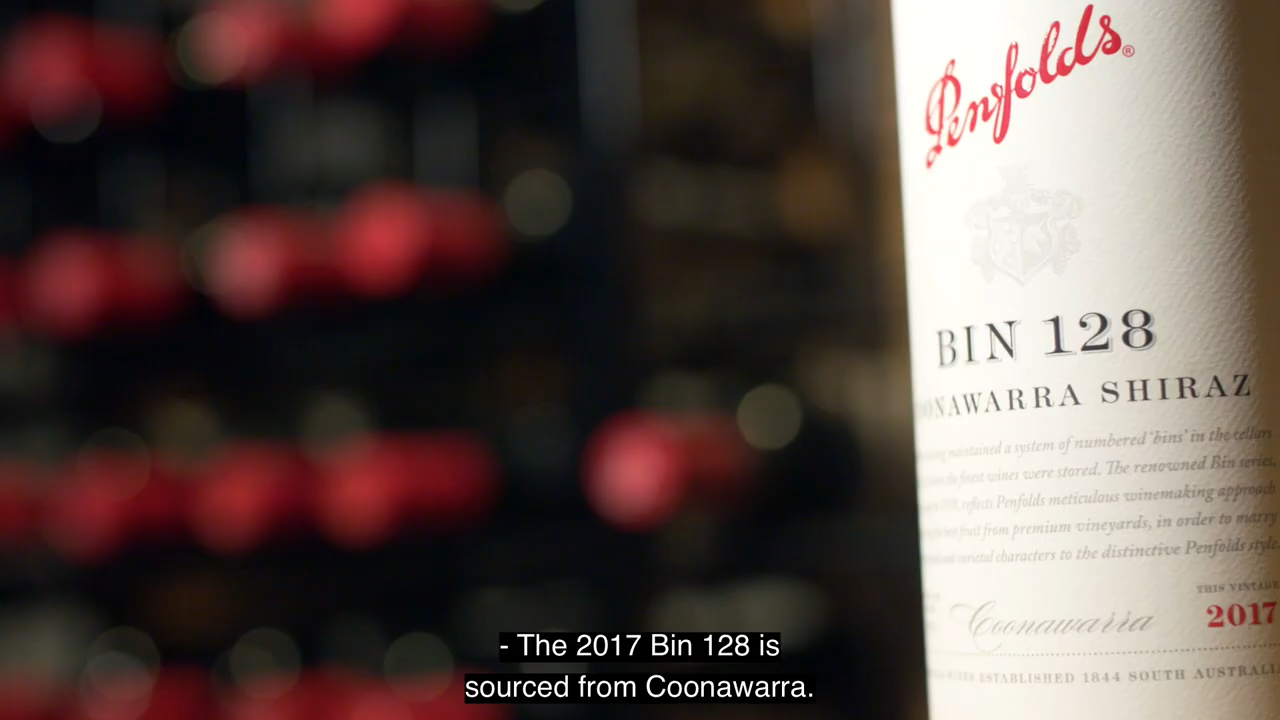 Penfolds®
BIN 128
ONAWARRA SHIRAZ
maintained a system of numbered 'bins' in the cellars
finest wines were stored. The renowned Bin series,
reflects Penfolds meticulous winemaking approach
fruit from premium vineyards, in order to marry
varietal characters to the distinctive Penfolds style.
THIS VINTAGE
Coonawarra 2017
ESTABLISHED 1844 SOUTH AUSTRAL
- The 2017 Bin 128 is
sourced from Coonawarra.